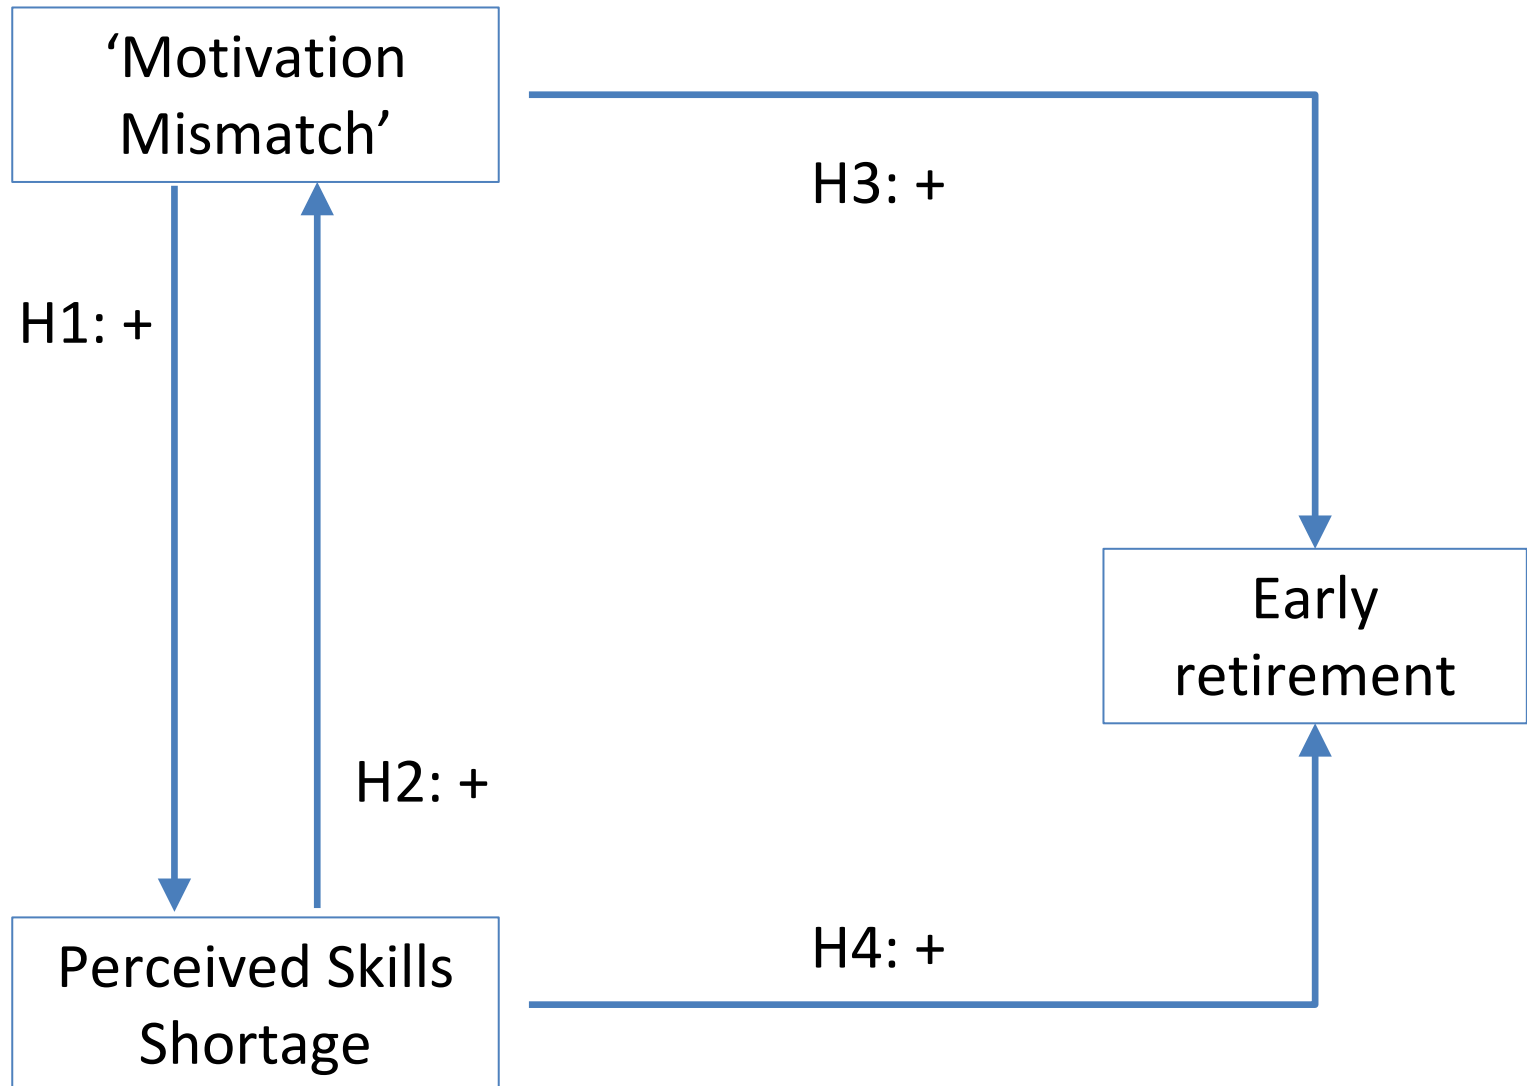 ‘Motivation
Mismatch’
H3: +
H1: +
Early
retirement
H2: +
H4: +
Perceived Skills
Shortage